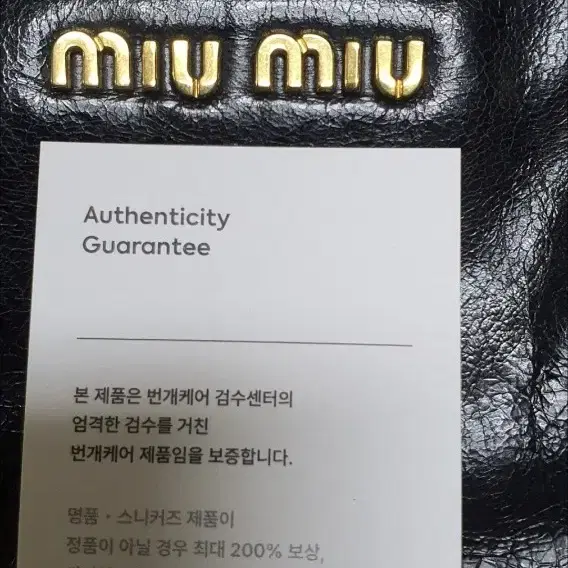 miu miu
Authenticity
Guarantee
본 제품은 번개케어 검수센터의
엄격한 검수를 거친
번개케어 제품임을 보증합니다.
명품 · 스니커즈 제품이
정품이 아닐 경우 최대 200% 보상,